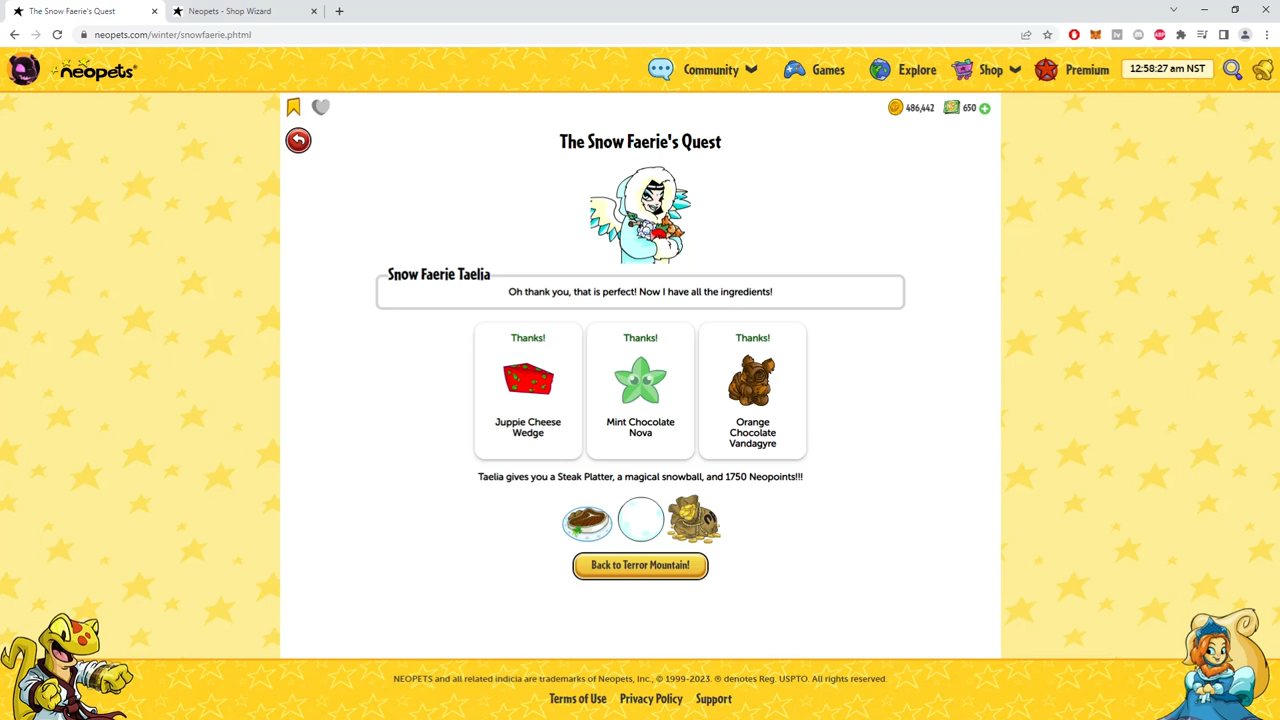 The Snow Faerie's Quest
Neopets - Shop Wizard
neopets.com/winter/snowfaerie.phtml
neopets
Community
Games
Explore
Shop
Premium
12:58:27 am NST
486,442
650
The Snow Faerie's Quest
Snow Faerie Taelia
Oh thank you, that is perfect! Now I have all the ingredients!
Thanks!
Juppie Cheese
Wedge
Thanks!
Mint Chocolate
Nova
Thanks!
Orange
Chocolate
Vandagyre
Taelia gives you a Steak Platter, a magical snowball, and 1750 Neopoints!!!
Back to Terror Mountain!
NEOPETS and all related indicia are trademarks of Neopets, Inc., © 1999-2023. ® denotes Reg. USPTO. All rights reserved.
Terms of Use
Privacy Policy
Support